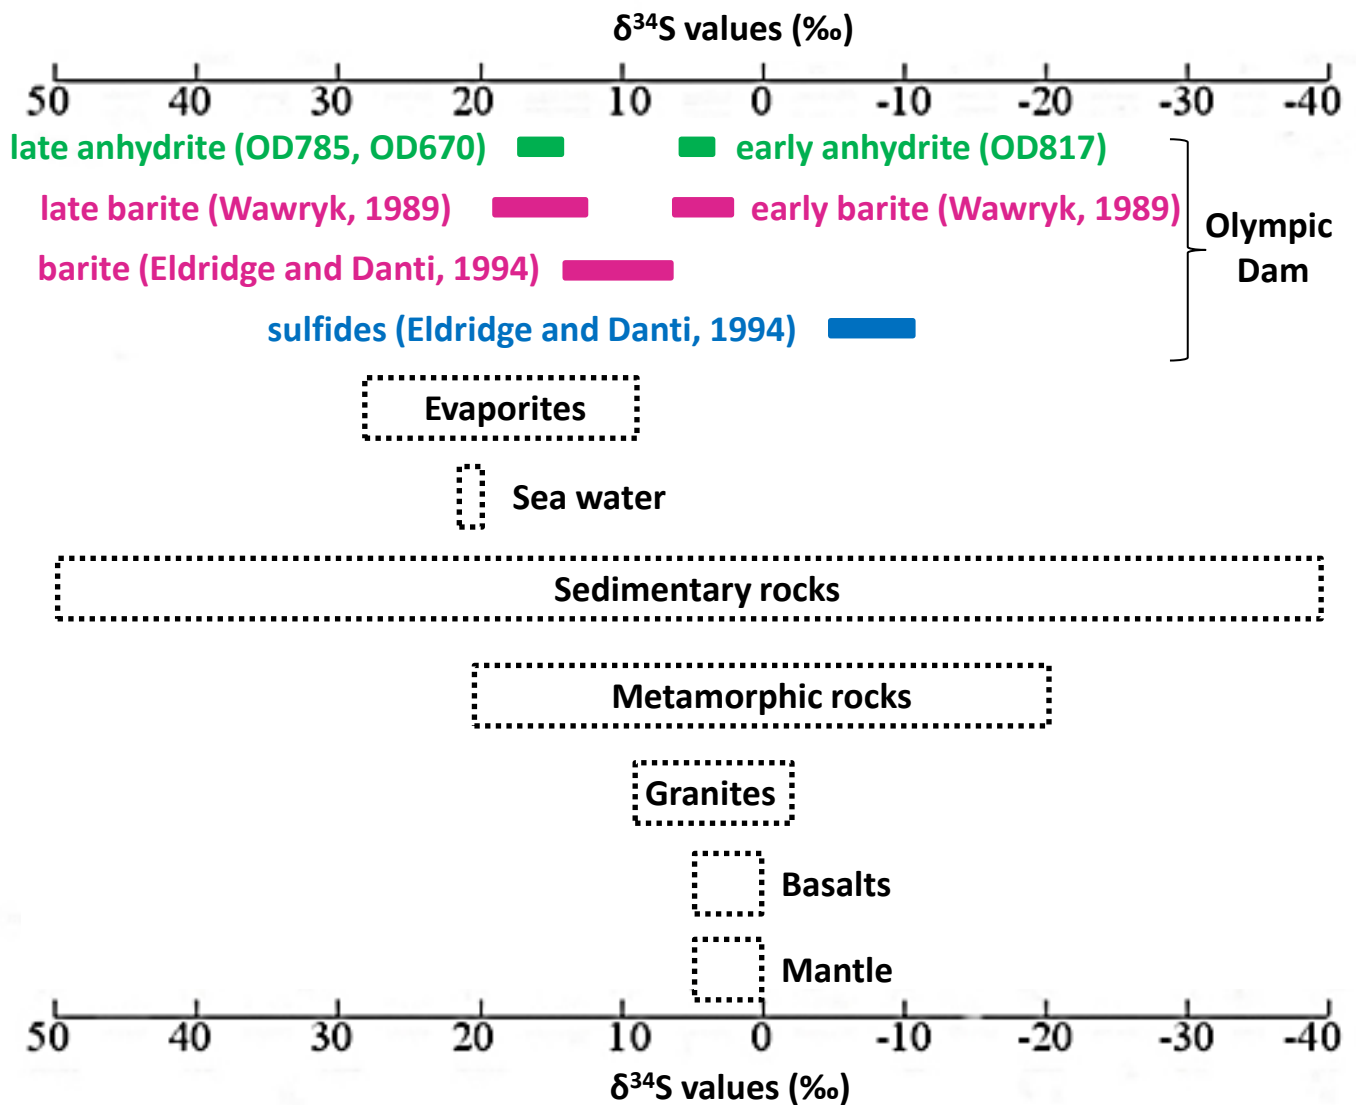 δ³⁴S values (‰)
50 40 30 20 10 0 -10 -20 -30 -40
late anhydrite (OD785, OD670) early anhydrite (OD817)
late barite (Wawryk, 1989) early barite (Wawryk, 1989)
Olympic
Dam
barite (Eldridge and Danti, 1994)
sulfides (Eldridge and Danti, 1994)
Evaporites
Sea water
Sedimentary rocks
Metamorphic rocks
Granites
Basalts
Mantle
50 40 30 20 10 0 -10 -20 -30 -40
δ³⁴S values (‰)